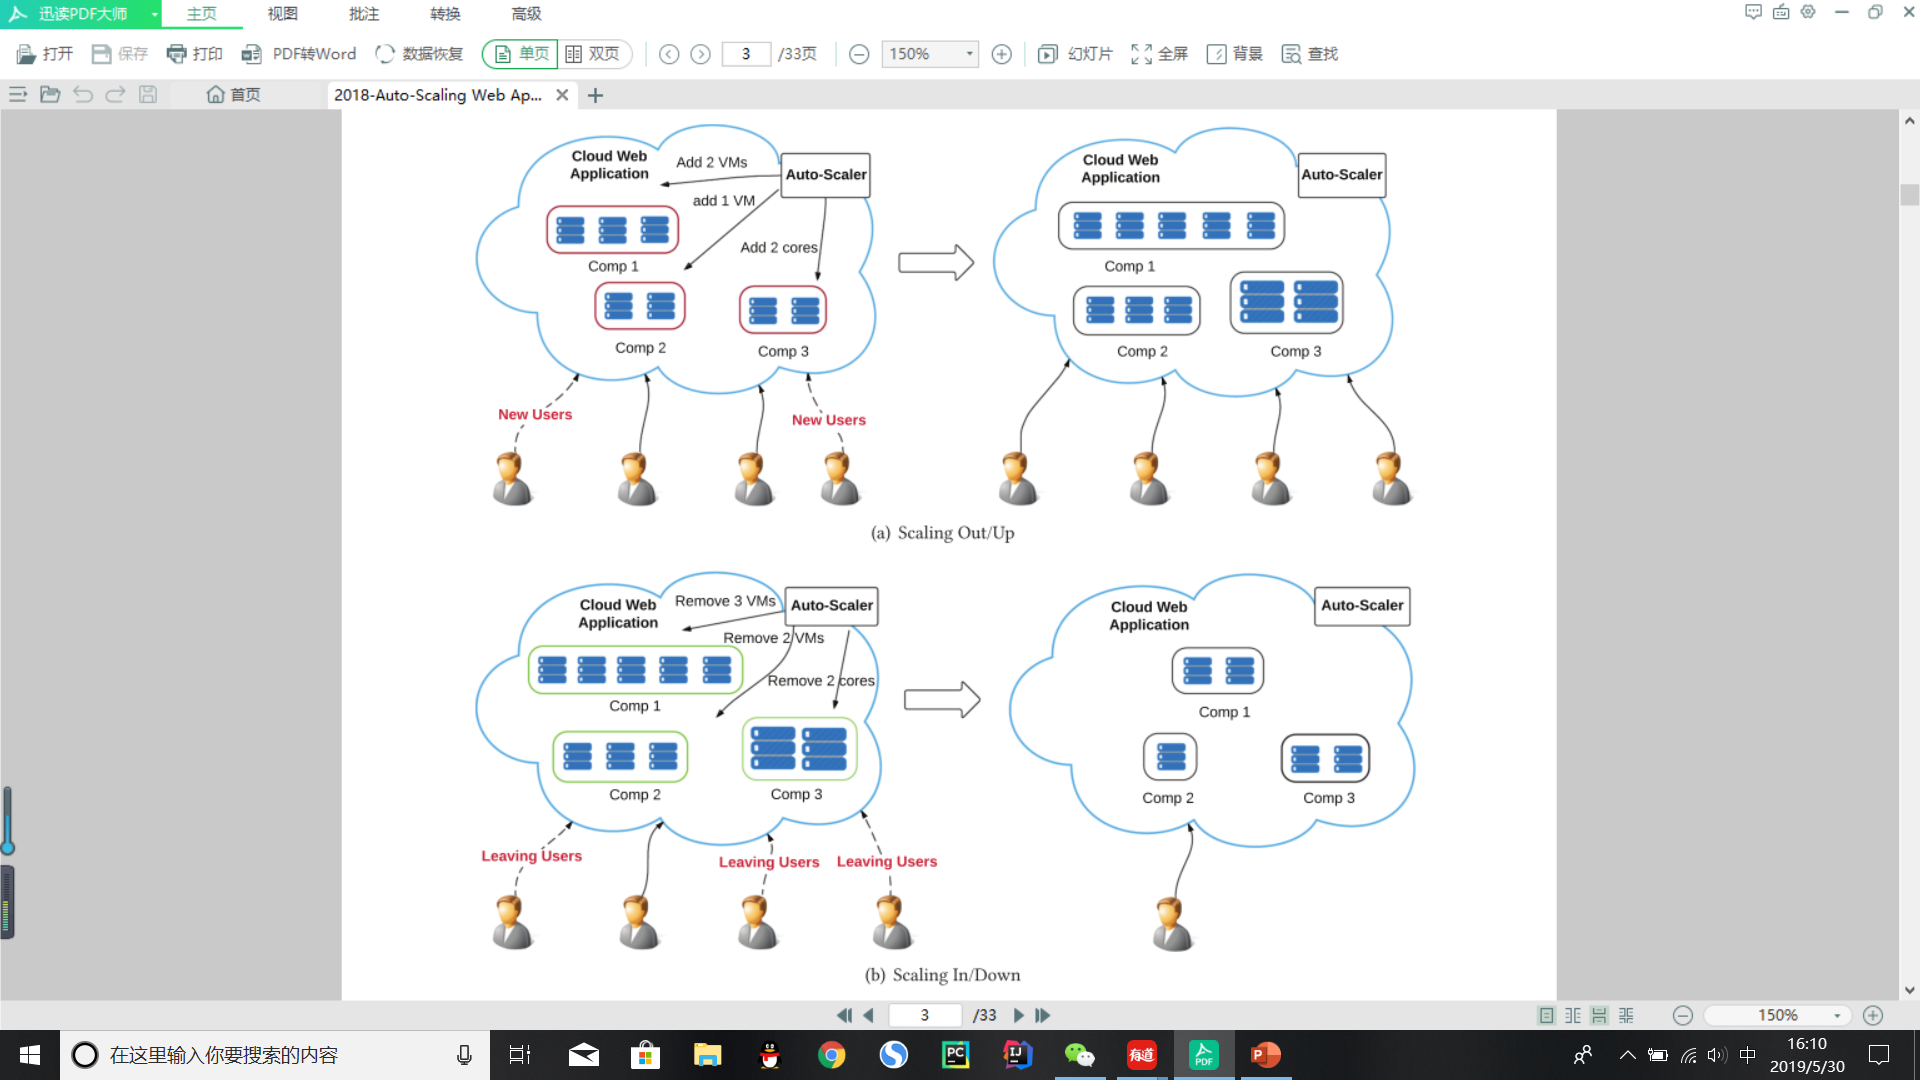 迅读PDF大师
主页
视图
批注
转换
高级
打开
保存
打印
PDF转Word
数据恢复
单页
双页
3
/33页
150%
幻灯片
全屏
背景
查找
首页
2018-Auto-Scaling Web Ap...
Cloud Web
Application
Add 2 VMs
Auto-Scaler
add 1 VM
Add 2 cores
Comp 1
Comp 2
Comp 3
New Users
New Users
Cloud Web
Application
Auto-Scaler
Comp 1
Comp 2
Comp 3
(a) Scaling Out/Up
Cloud Web
Application
Remove 3 VMs
Auto-Scaler
Remove 2 VMs
Remove 2 cores
Comp 1
Comp 2
Comp 3
Leaving Users
Leaving Users
Leaving Users
Cloud Web
Application
Auto-Scaler
Comp 1
Comp 2
Comp 3
(b) Scaling In/Down
3
/33
150%
在这里输入你要搜索的内容
PC
IJ
有道
PDF
P
中
16:10
2019/5/30